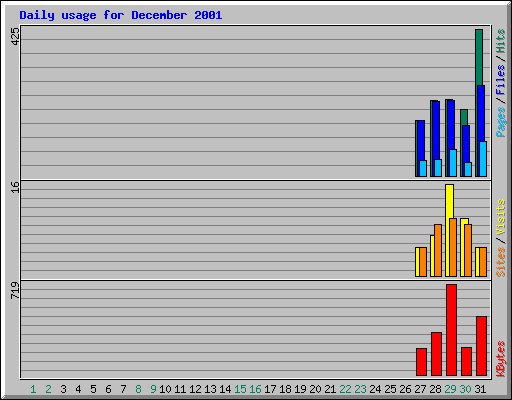 Daily usage for December 2001
425
Pages/Files/Hits
16
Sites/Visits
719
KBytes
1 2 3 4 5 6 7 8 9 10 11 12 13 14 15 16 17 18 19 20 21 22 23 24 25 26 27 28 29 30 31